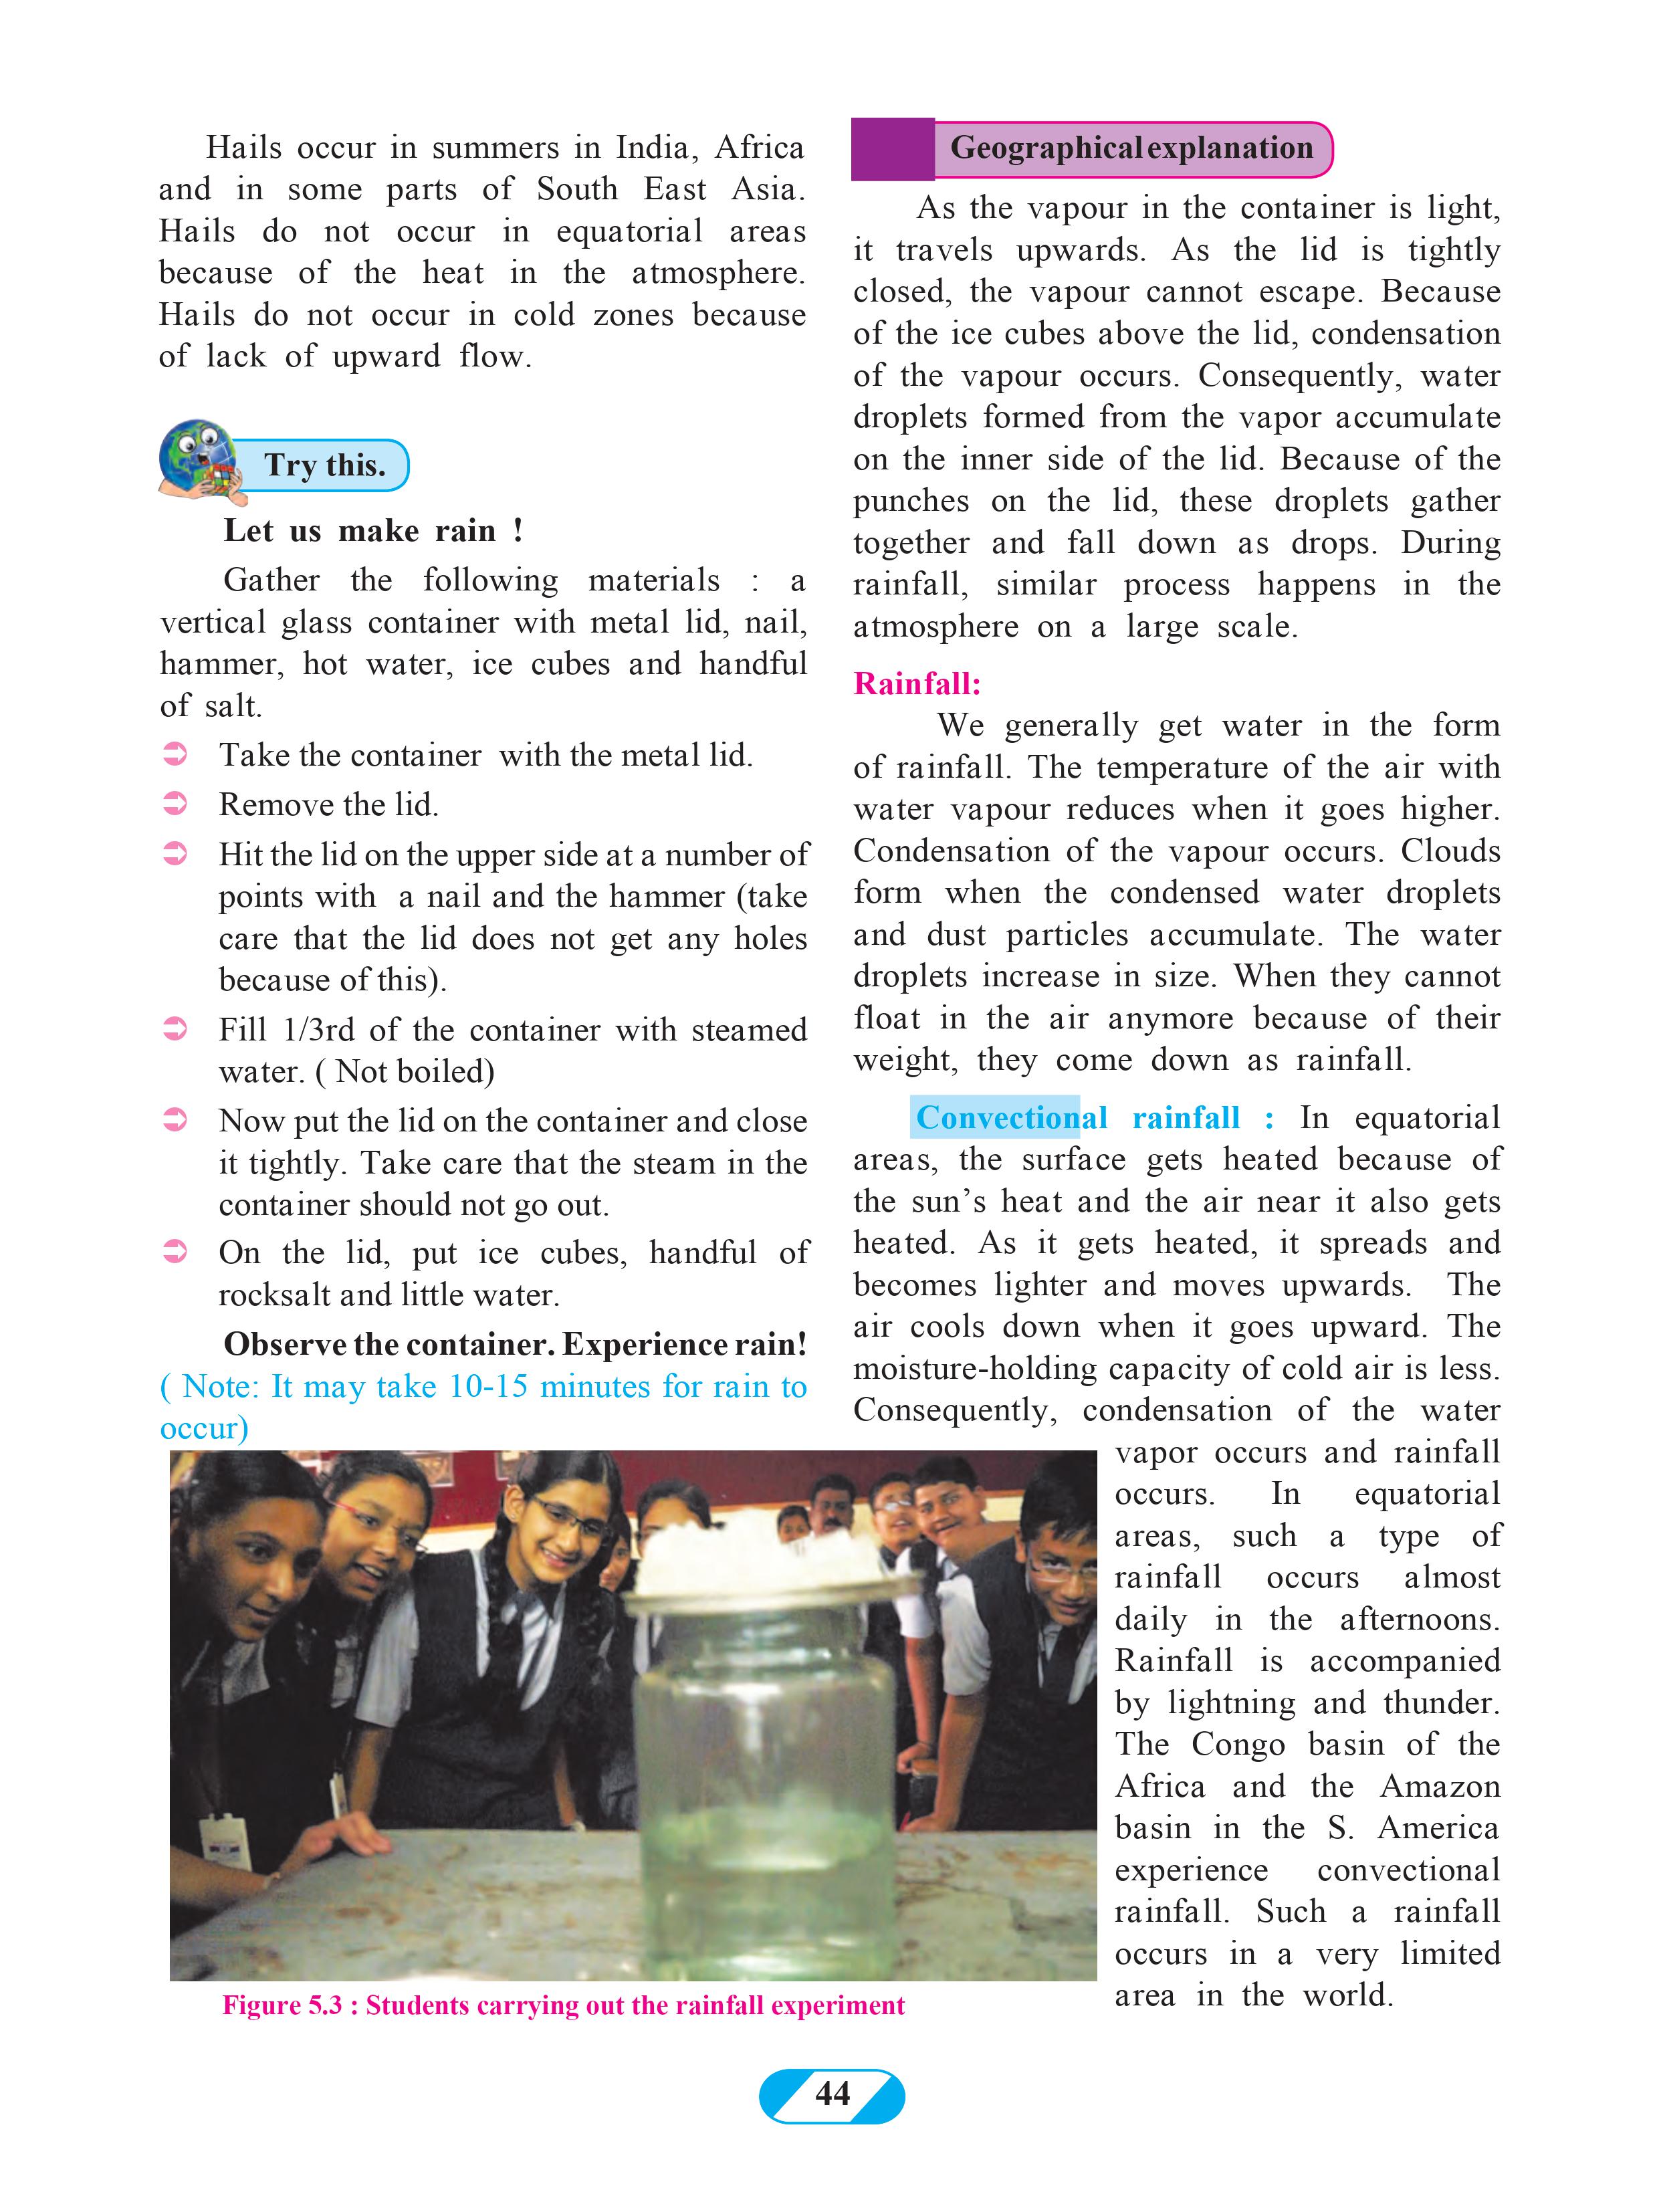 Hails occur in summers in India, Africa
and in some parts of South East Asia.
Hails do not occur in equatorial areas
because of the heat in the atmosphere.
Hails do not occur in cold zones because
of lack of upward flow.
Try this.
Let us make rain !
Gather the following materials : a
vertical glass container with metal lid, nail,
hammer, hot water, ice cubes and handful
of salt.
Take the container with the metal lid.
Remove the lid.
Hit the lid on the upper side at a number of
points with a nail and the hammer (take
care that the lid does not get any holes
because of this).
Fill 1/3rd of the container with steamed
water. ( Not boiled)
Now put the lid on the container and close
it tightly. Take care that the steam in the
container should not go out.
On the lid, put ice cubes, handful of
rocksalt and little water.
Observe the container. Experience rain!
( Note: It may take 10-15 minutes for rain to
occur)
Figure 5.3 : Students carrying out the rainfall experiment
Geographical explanation
As the vapour in the container is light,
it travels upwards. As the lid is tightly
closed, the vapour cannot escape. Because
of the ice cubes above the lid, condensation
of the vapour occurs. Consequently, water
droplets formed from the vapor accumulate
on the inner side of the lid. Because of the
punches on the lid, these droplets gather
together and fall down as drops. During
rainfall, similar process happens in the
atmosphere on a large scale.
Rainfall:
We generally get water in the form
of rainfall. The temperature of the air with
water vapour reduces when it goes higher.
Condensation of the vapour occurs. Clouds
form when the condensed water droplets
and dust particles accumulate. The water
droplets increase in size. When they cannot
float in the air anymore because of their
weight, they come down as rainfall.
Convectional rainfall : In equatorial
areas, the surface gets heated because of
the sun’s heat and the air near it also gets
heated. As it gets heated, it spreads and
becomes lighter and moves upwards. The
air cools down when it goes upward. The
moisture-holding capacity of cold air is less.
Consequently, condensation of the water
vapor occurs and rainfall
occurs. In equatorial
areas, such a type of
rainfall occurs almost
daily in the afternoons.
Rainfall is accompanied
by lightning and thunder.
The Congo basin of the
Africa and the Amazon
basin in the S. America
experience convectional
rainfall. Such a rainfall
occurs in a very limited
area in the world.
44